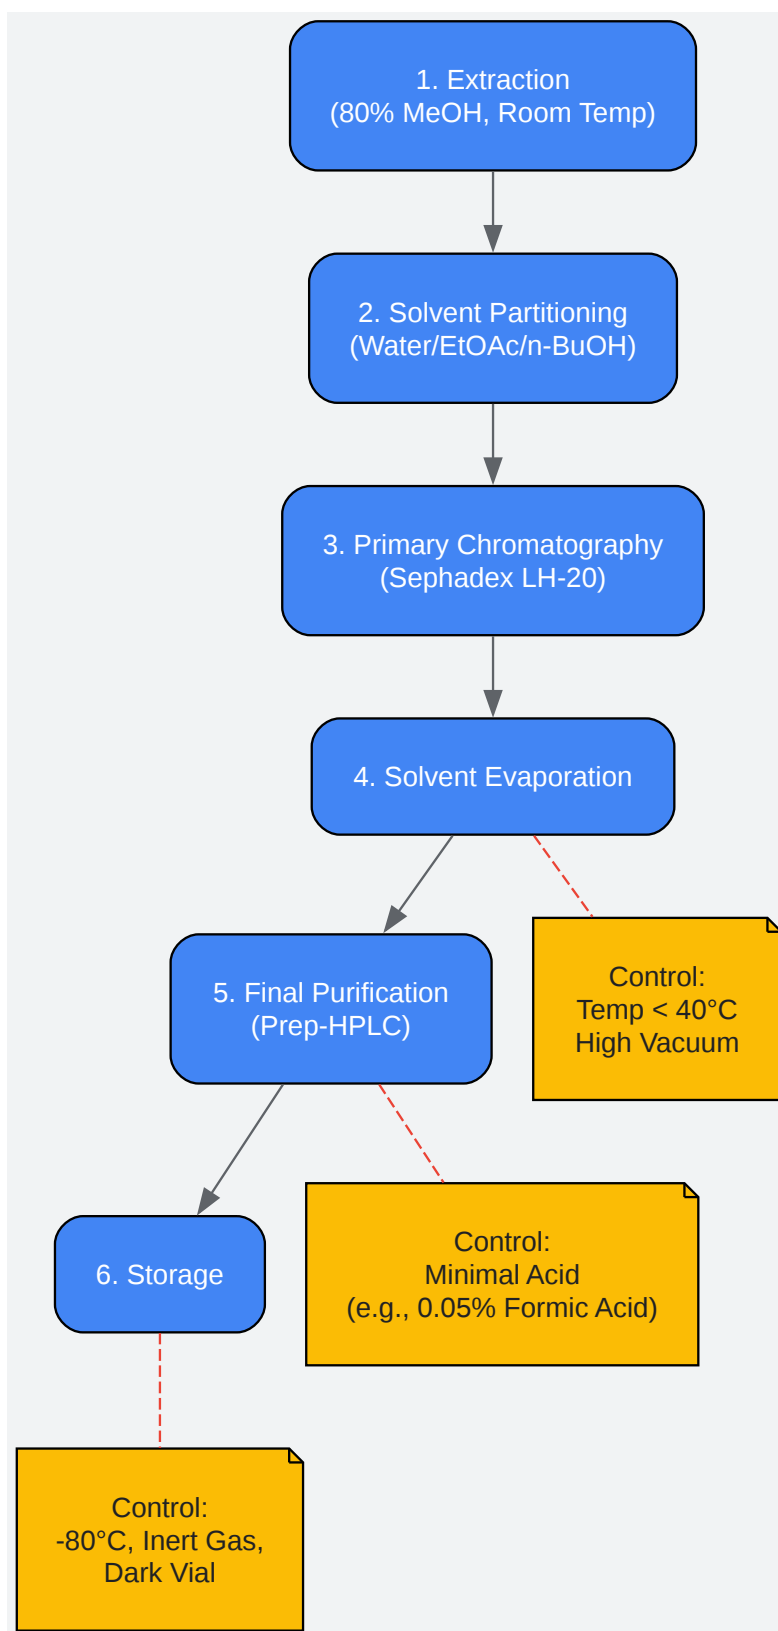 1. Extraction
(80% MeOH, Room Temp)
2. Solvent Partitioning
(Water/EtOAc/n-BuOH)
3. Primary Chromatography
(Sephadex LH-20)
4. Solvent Evaporation
5. Final Purification
(Prep-HPLC)
Control:
Temp < 40°C
High Vacuum
6. Storage
Control:
Minimal Acid
(e.g., 0.05% Formic Acid)
Control:
-80°C, Inert Gas,
Dark Vial